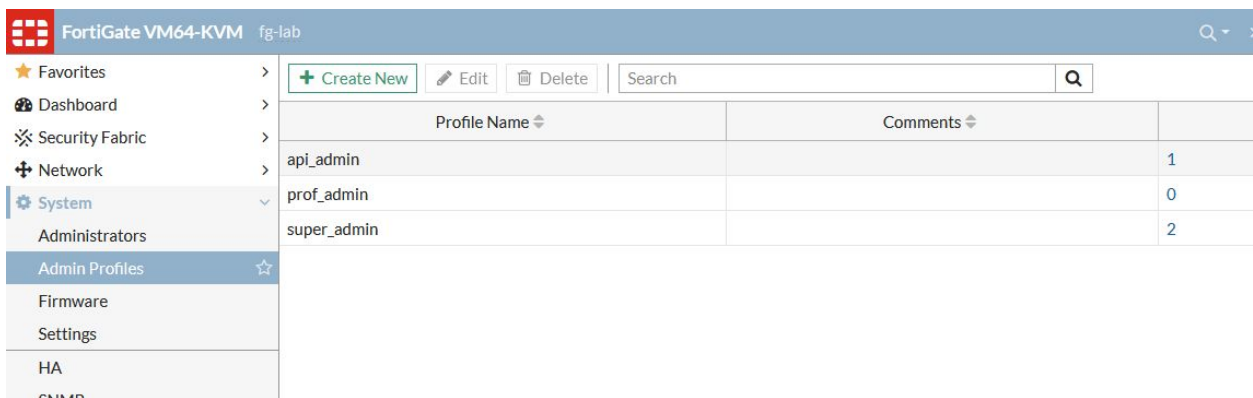 FortiGate VM64-KVM fg-lab
Favorites
Dashboard
Security Fabric
Network
System
Administrators
Admin Profiles
Firmware
Settings
HA
SNMP
Create New Edit Delete Search
Profile Name Comments
api_admin 1
prof_admin 0
super_admin 2